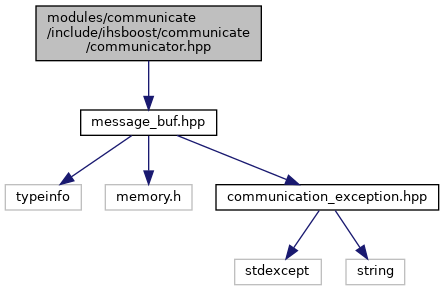 modules/communicate
/include/ihsboost/communicate
/communicator.hpp
message_buf.hpp
typeinfo
memory.h
communication_exception.hpp
stdexcept
string